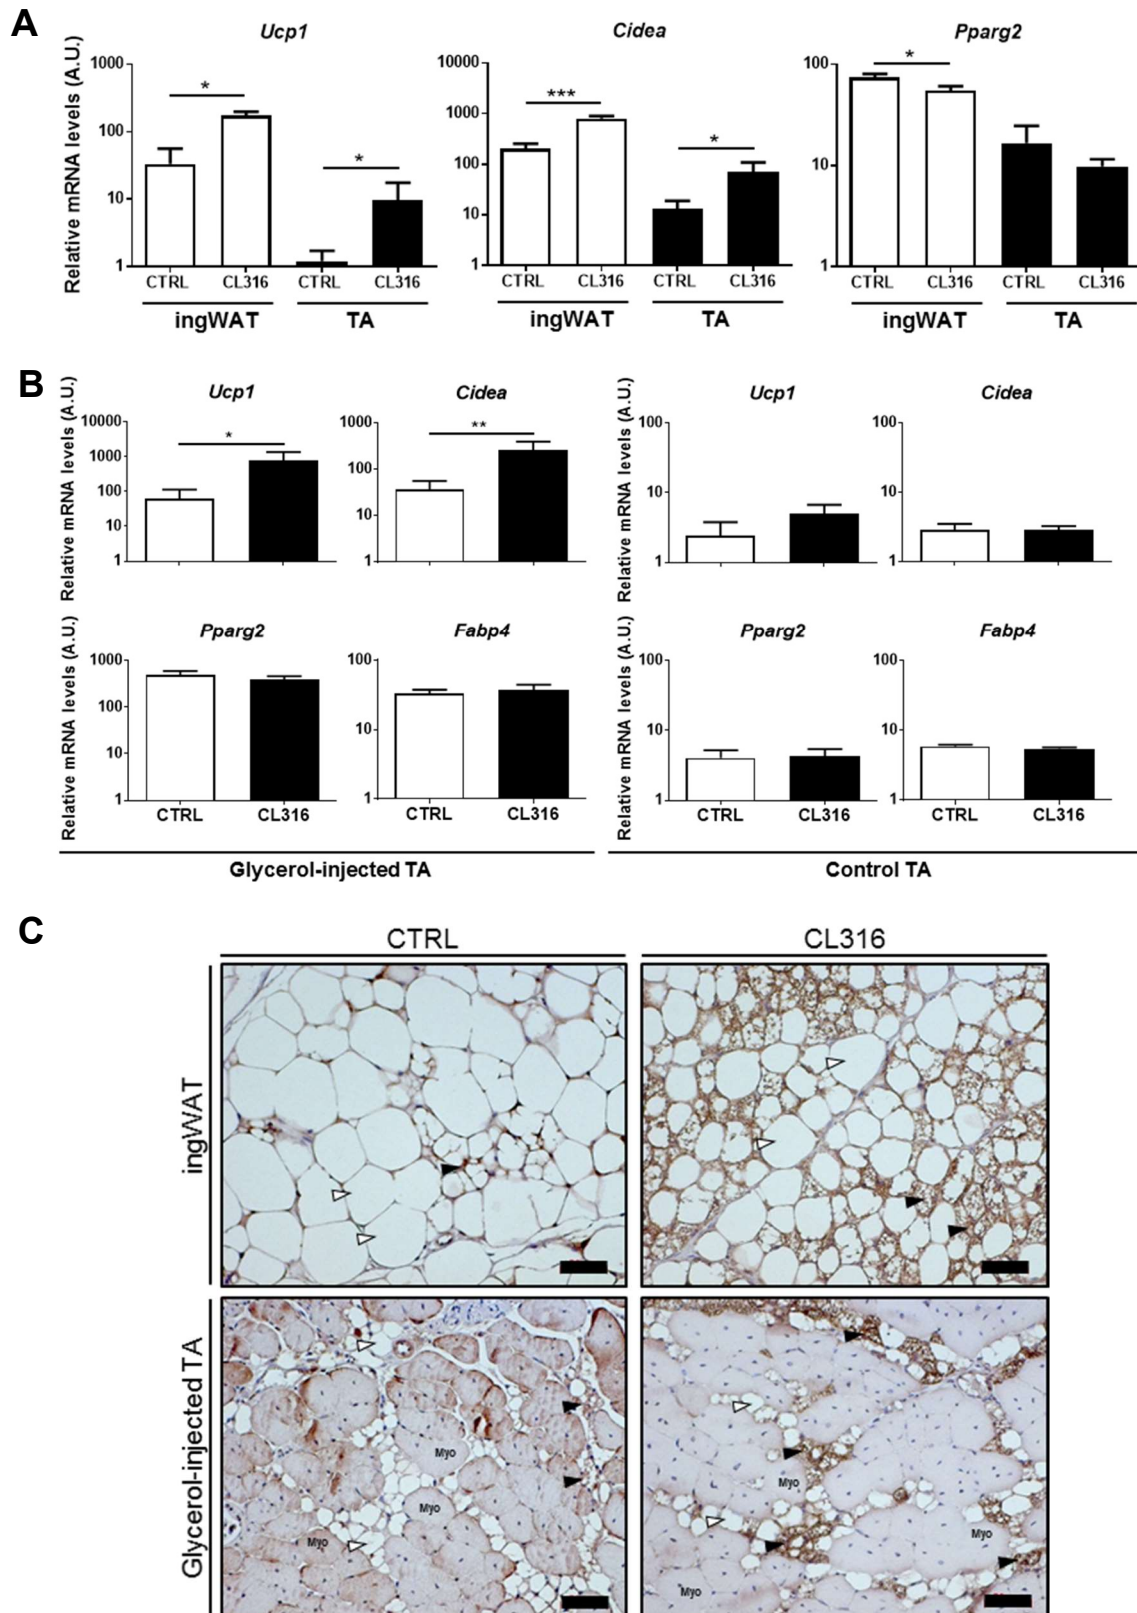 A
Ucp1
Cidea
Pparg2
Relative mRNA levels (A.U.)
1000
100
10
1
10000
1000
100
10
1
100
10
1
*
*
***
*
*
CTRL CL316 CTRL CL316
CTRL CL316 CTRL CL316
CTRL CL316 CTRL CL316
ingWAT TA
ingWAT TA
ingWAT TA
B
Ucp1
Cidea
Ucp1
Cidea
Relative mRNA levels (A.U.)
10000
1000
100
10
1
*
1000
100
10
1
**
Relative mRNA levels (A.U.)
100
10
1
100
10
1
Pparg2
Fabp4
Pparg2
Fabp4
Relative mRNA levels (A.U.)
1000
100
10
1
100
10
1
Relative mRNA levels (A.U.)
100
10
1
100
10
1
CTRL CL316
CTRL CL316
CTRL CL316
CTRL CL316
Glycerol-injected TA
Control TA
C
CTRL
CL316
ingWAT
Glycerol-injected TA
Myo
Myo
Myo
Myo
Myo
Myo